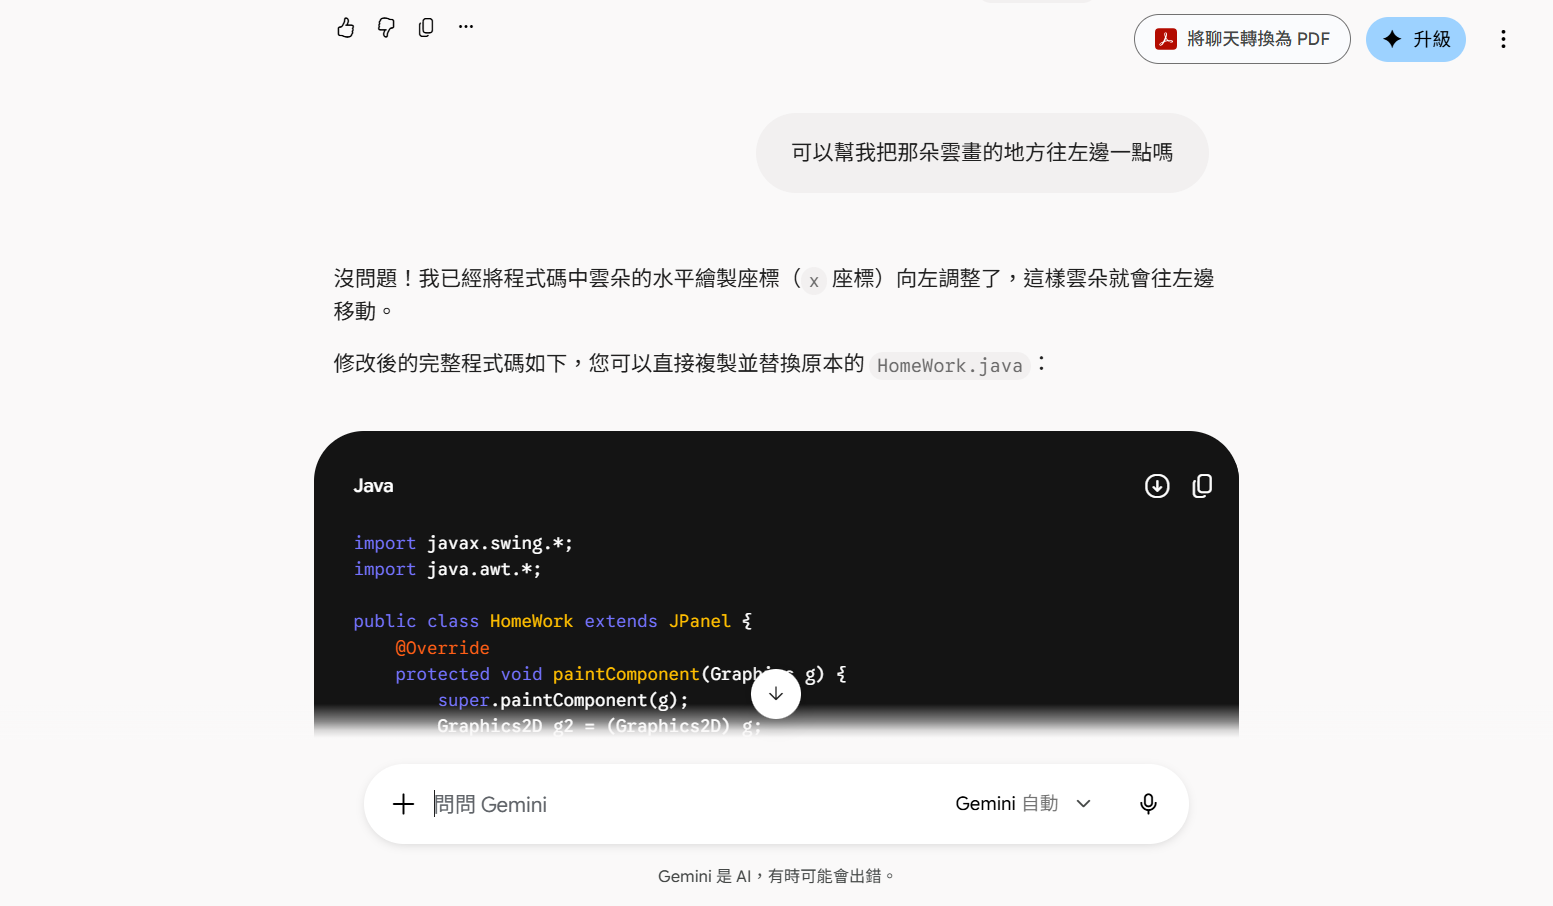 將聊天轉換為 PDF
升級
可以幫我把那朵雲畫的地方往左邊一點嗎
沒問題！我已經將程式碼中雲朵的水平繪製座標（x 座標）向左調整了，這樣雲朵就會往左邊
移動。
修改後的完整程式碼如下，您可以直接複製並替換原本的 HomeWork.java：
Java
import javax.swing.*;
import java.awt.*;
public class HomeWork extends JPanel {
@Override
protected void paintComponent(Graphics g) {
super.paintComponent(g);
Graphics2D g2 = (Graphics2D) g;
問問 Gemini
Gemini 自動
Gemini 是 AI，有時可能會出錯。